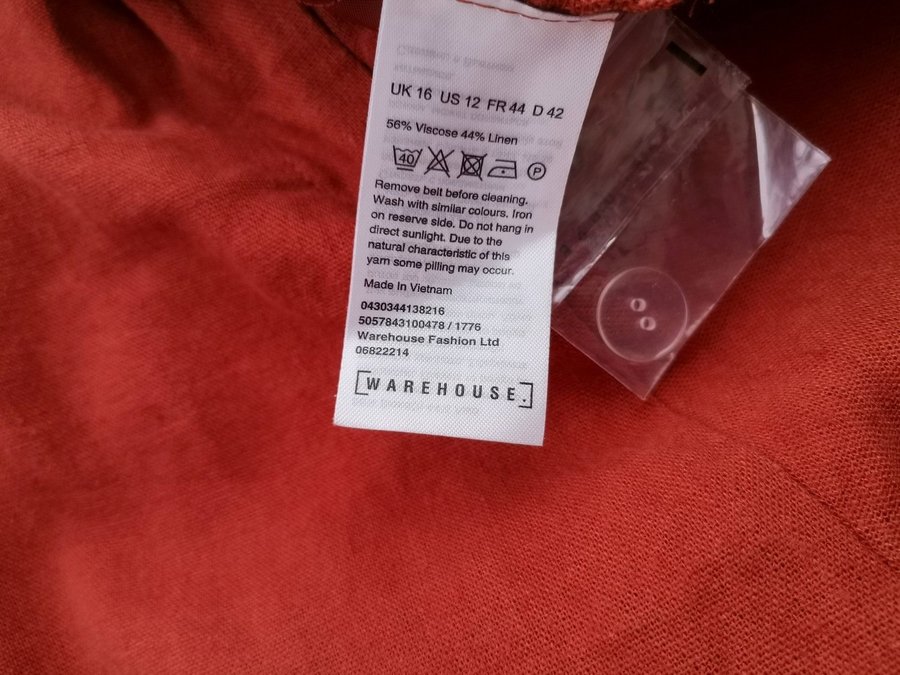 UK 16 US 12 FR 44 D 42
56% Viscose 44% Linen
40 P
Remove belt before cleaning.
Wash with similar colours. Iron
on reserve side. Do not hang in
direct sunlight. Due to the
natural characteristic of this
yarn some pilling may occur.
Made In Vietnam
0430344138216
5057843100478 / 1776
Warehouse Fashion Ltd
06822214
WAREHOUSE.